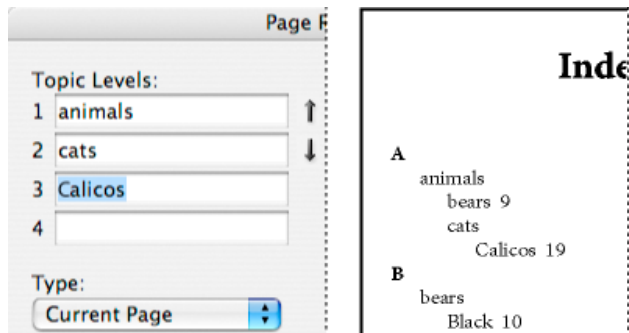 Page
Topic Levels:
1 animals
2 cats
3 Calicos
4
Type:
Current Page
Inde
A
animals
bears 9
cats
Calicos 19
B
bears
Black 10